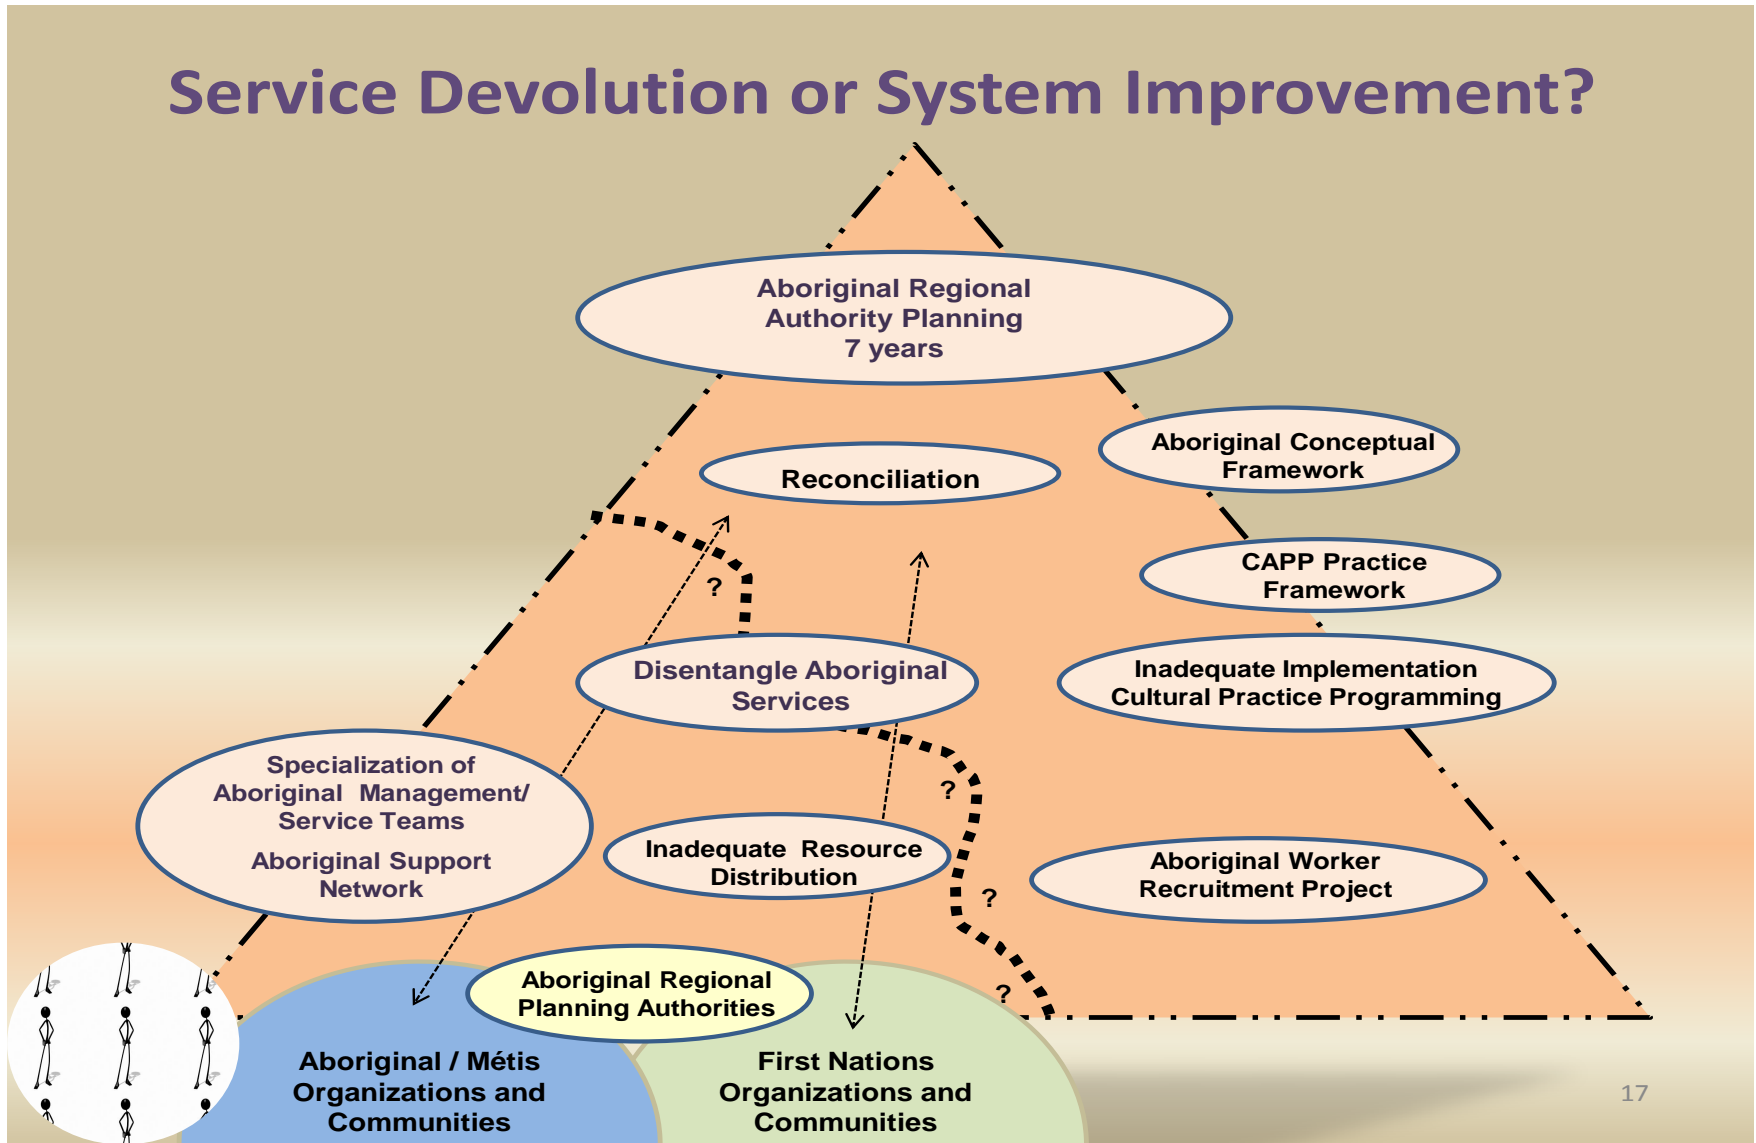 Service Devolution or System Improvement?
Aboriginal Regional
Authority Planning
7 years
Aboriginal Conceptual
Framework
Reconciliation
CAPP Practice
Framework
?
Disentangle Aboriginal
Services
Inadequate Implementation
Cultural Practice Programming
Specialization of
Aboriginal Management/
Service Teams
Aboriginal Support
Network
?
Inadequate Resource
Distribution
Aboriginal Worker
Recruitment Project
?
Aboriginal Regional
Planning Authorities
?
Aboriginal / Métis
Organizations and
Communities
First Nations
Organizations and
Communities
17